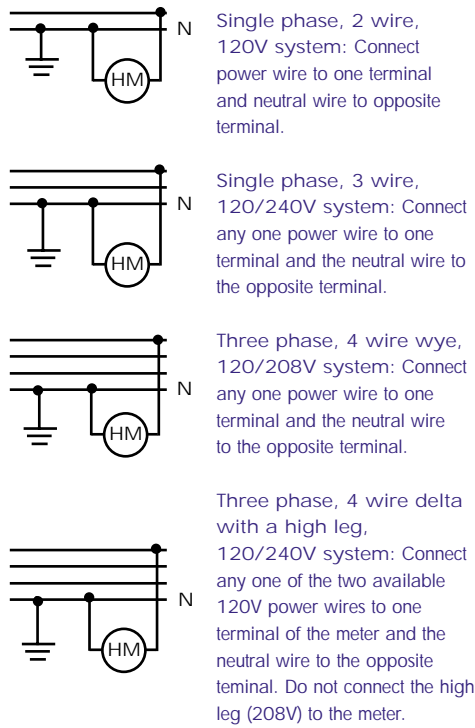 N
HM
Single phase, 2 wire,
120V system: Connect
power wire to one terminal
and neutral wire to opposite
terminal.
N
HM
Single phase, 3 wire,
120/240V system: Connect
any one power wire to one
terminal and the neutral wire to
the opposite terminal.
N
HM
Three phase, 4 wire wye,
120/208V system: Connect
any one power wire to one
terminal and the neutral wire
to the opposite terminal.
N
HM
Three phase, 4 wire delta
with a high leg,
120/240V system: Connect
any one of the two available
120V power wires to one
terminal of the meter and the
neutral wire to the opposite
teminal. Do not connect the high
leg (208V) to the meter.